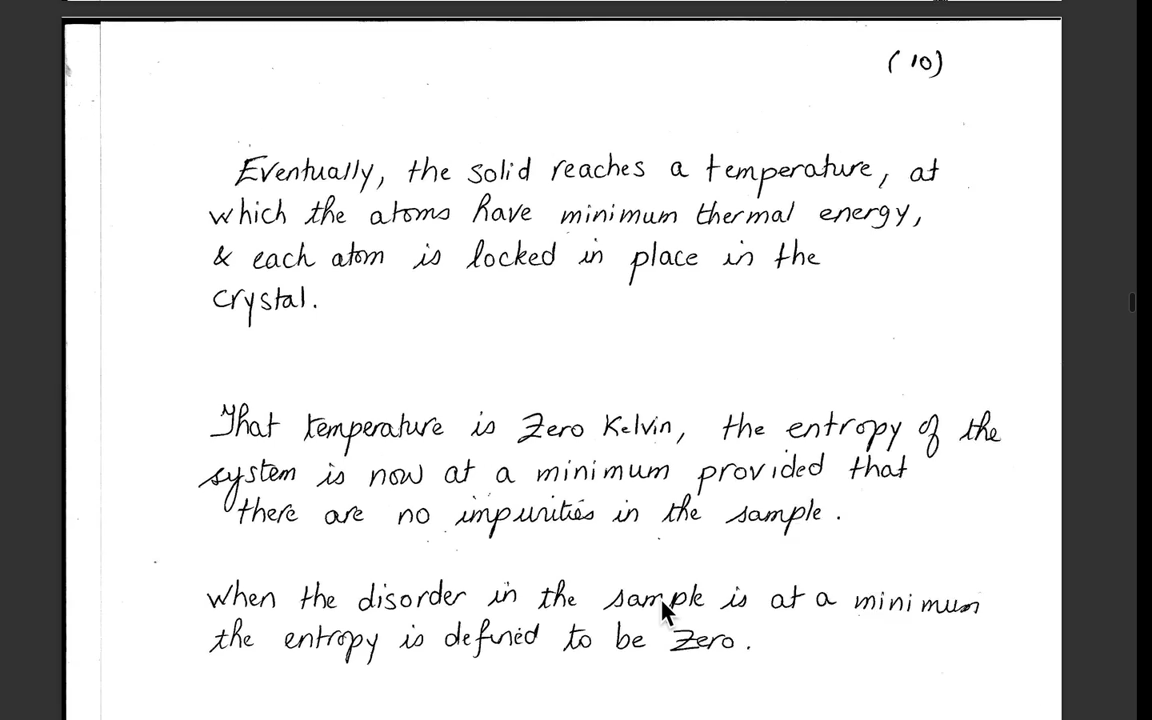 (10)
Eventually, the solid reaches a temperature, at
which the atoms have minimum thermal energy,
& each atom is locked in place in the
crystal.
That temperature is Zero Kelvin, the entropy of the
system is now at a minimum provided that
there are no impurities in the sample.
When the disorder in the sample is at a minimum
the entropy is defined to be Zero.